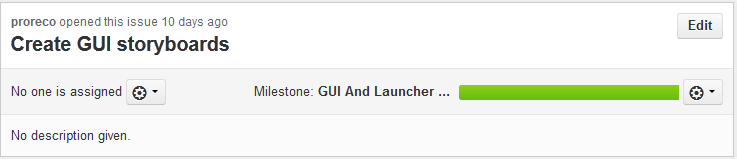 proreco opened this issue 10 days ago
Edit
Create GUI storyboards
No one is assigned
Milestone: GUI And Launcher ...
No description given.